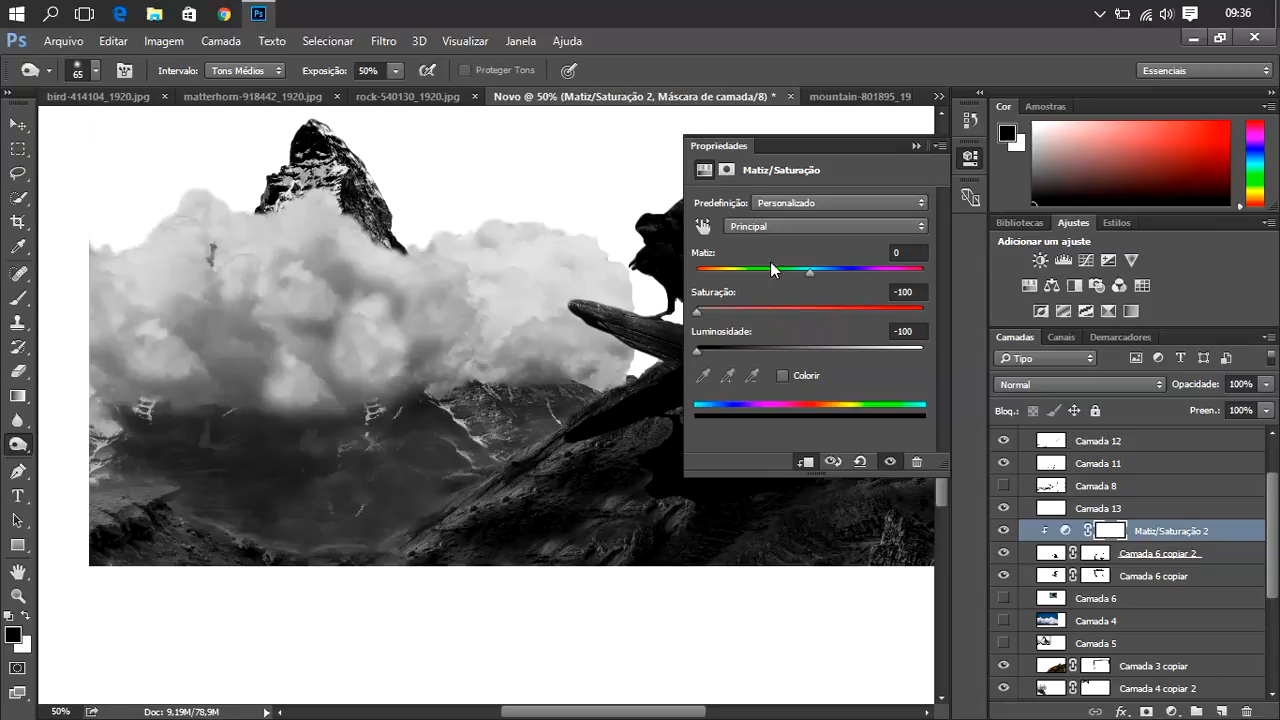 09:36
Ps Arquivo Editar Imagem Camada Texto Selecionar Filtro 3D Visualizar Janela Ajuda
65 Intervalo: Tons Médios Exposição: 50% Proteger Tons Essenciais
bird-414104_1920.jpg × matterhorn-918442_1920.jpg × rock-540130_1920.jpg × Novo @ 50% (Matiz/Saturação 2, Máscara de camada/8) * × mountain-801895_19
Cor Amostras
Propriedades
Matiz/Saturação
Predefinição: Personalizado
Principal
Matiz: 0
Saturação: -100
Luminosidade: -100
Colorir
Bibliotecas Ajustes Estilos
Adicionar um ajuste
Camadas Canais Demarcadores
Tipo
Normal Opacidade: 100%
Bloq.: Preen.: 100%
Camada 12
Camada 11
Camada 8
Camada 13
Matiz/Saturação 2
Camada 6 copiar 2
Camada 6 copiar
Camada 6
Camada 4
Camada 5
Camada 3 copiar
Camada 4 copiar 2
50% Doc: 9,19M/78,9M